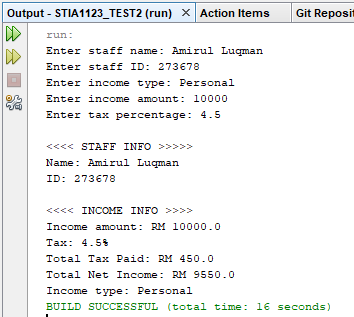 Output - STIA1123_TEST2 (run) × Action Items Git Reposi
run:
Enter staff name: Amirul Luqman
Enter staff ID: 273678
Enter income type: Personal
Enter income amount: 10000
Enter tax percentage: 4.5
<<<< STAFF INFO >>>>>
Name: Amirul Luqman
ID: 273678
<<<< INCOME INFO >>>>
Income amount: RM 10000.0
Tax: 4.5%
Total Tax Paid: RM 450.0
Total Net Income: RM 9550.0
Income type: Personal
BUILD SUCCESSFUL (total time: 16 seconds)